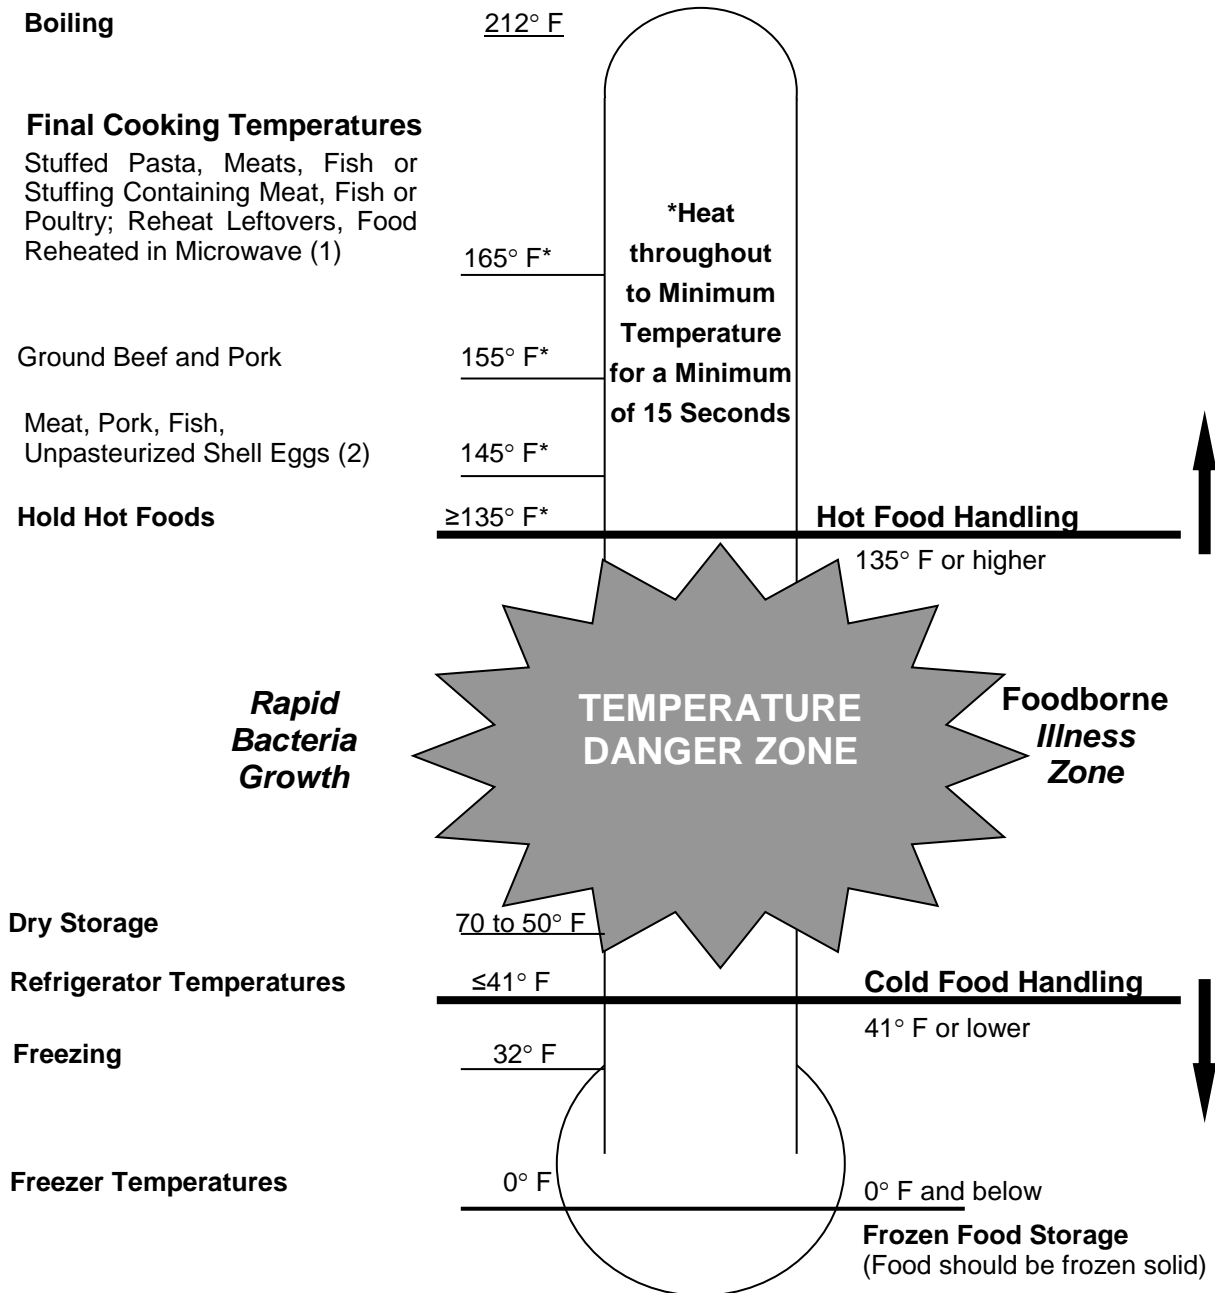 Boiling 212° F
Final Cooking Temperatures
Stuffed Pasta, Meats, Fish or
Stuffing Containing Meat, Fish or
Poultry; Reheat Leftovers, Food
Reheated in Microwave (1)
165° F*
*Heat
throughout
to Minimum
Temperature
for a Minimum
of 15 Seconds
Ground Beef and Pork 155° F*
Meat, Pork, Fish,
Unpasteurized Shell Eggs (2) 145° F*
Hold Hot Foods ≥135° F* Hot Food Handling
135° F or higher
Rapid
Bacteria
Growth
TEMPERATURE
DANGER ZONE
Foodborne
Illness
Zone
Dry Storage 70 to 50° F
Refrigerator Temperatures ≤41° F Cold Food Handling
41° F or lower
Freezing 32° F
Freezer Temperatures 0° F 0° F and below
Frozen Food Storage
(Food should be frozen solid)